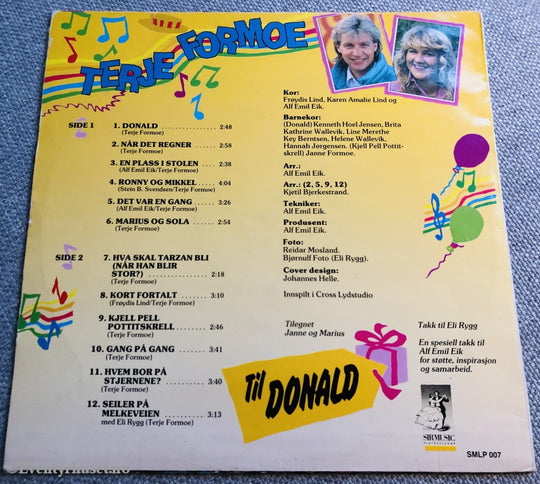 TERJE FORMOE
SIDE 1
1. DONALD .......... 2:48
(Terje Formoe)
2. NÅR DET REGNER ....... 2:58
(Terje Formoe)
3. EN PLASS I STOLEN ..... 2:38
(Alf Emil Eik/Terje Formoe)
4. RONNY OG MIKKEL ...... 4:04
(Stein B. Svendsen/Terje Formoe)
5. DET VAR EN GANG ...... 3:26
(Alf Emil Eik/Terje Formoe)
6. MARIUS OG SOLA ....... 2:54
(Terje Formoe)
SIDE 2
7. HVA SKAL TARZAN BLI
(NÅR HAN BLIR
STOR?) .......... 2:18
(Terje Formoe)
8. KORT FORTALT ....... 3:10
(Frøydis Lind/Terje Formoe)
9. KJELL PELL
POTTITSKRELL ....... 2:46
(Terje Formoe)
10. GANG PÅ GANG ....... 3:41
(Terje Formoe)
11. HVEM BOR PÅ
STJERNENE? ........ 3:40
(Terje Formoe)
12. SEILER PÅ
MELKEVEIEN ........ 3:13
med Eli Rygg (Terje Formoe)
Kor:
Frøydis Lind, Karen Amalie Lind og
Alf Emil Eik.
Barnekor:
(Donald) Kenneth Hoel Jensen, Brita
Kathrine Wallevik, Line Merethe
Key Berntsen, Helene Wallevik,
Hannah Jørgensen. (Kjell Pell Pottit-
skrell) Janne Formoe.
Arr.:
Alf Emil Eik.
Arr.: (2, 5, 9, 12)
Kjetil Bjerkestrand.
Tekniker:
Alf Emil Eik.
Produsent:
Alf Emil Eik.
Foto:
Reidar Mosland.
Bjørnulf Foto (Eli Rygg).
Cover design:
Johannes Helle.
Innspilt i Cross Lydstudio
Tilegnet
Janne og Marius
Takk til Eli Rygg
En spesiell takk til
Alf Emil Eik
for støtte, inspirasjon
og samarbeid.
Til DONALD
SIRMUSIC
SMLP 007
© Eventyrhuset.no